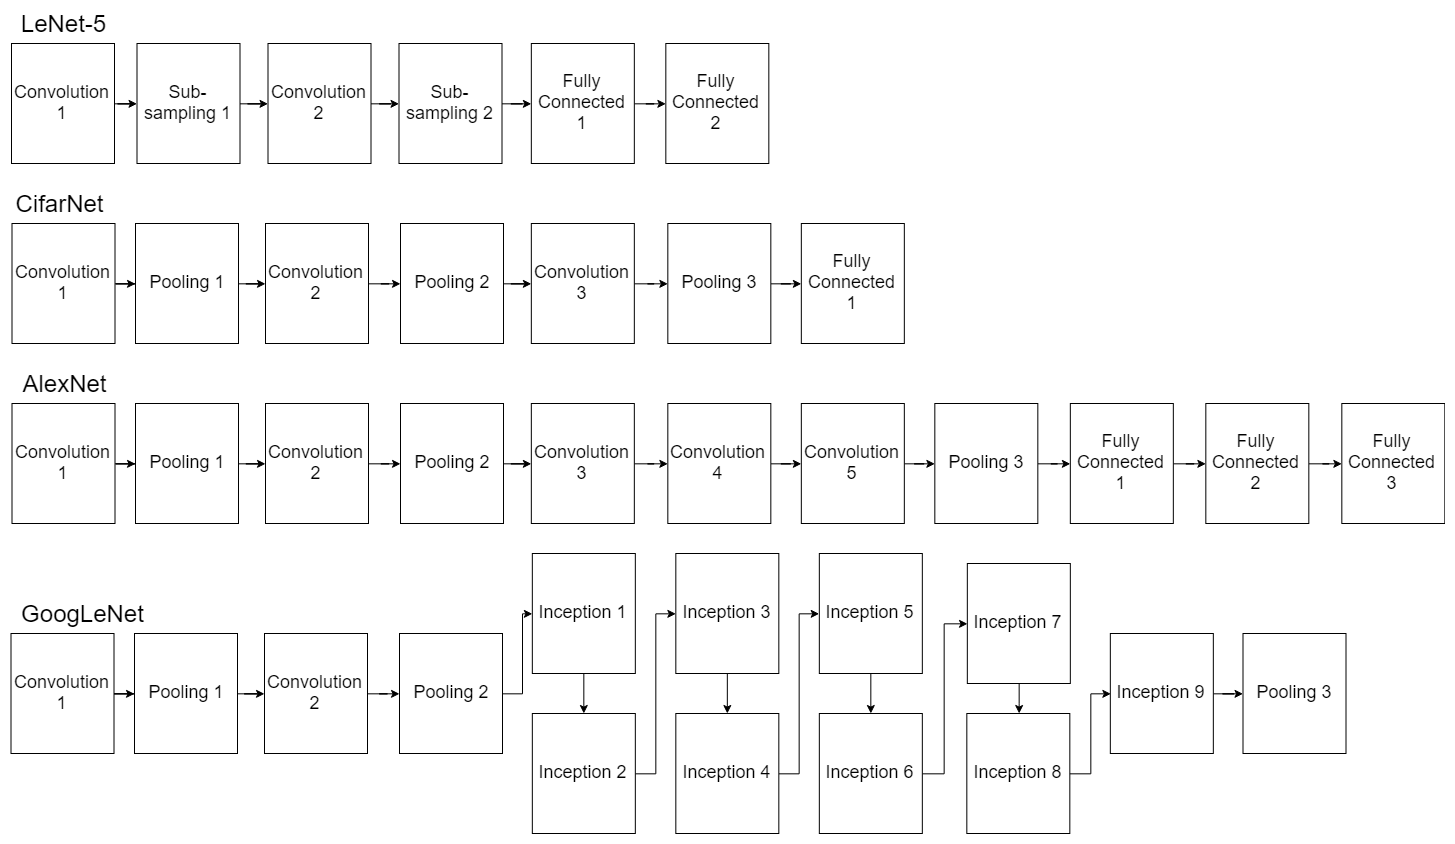 LeNet-5
Convolution
1
Sub-
sampling 1
Convolution
2
Sub-
sampling 2
Fully
Connected
1
Fully
Connected
2
CifarNet
Convolution
1
Pooling 1
Convolution
2
Pooling 2
Convolution
3
Pooling 3
Fully
Connected
1
AlexNet
Convolution
1
Pooling 1
Convolution
2
Pooling 2
Convolution
3
Convolution
4
Convolution
5
Pooling 3
Fully
Connected
1
Fully
Connected
2
Fully
Connected
3
GoogLeNet
Convolution
1
Pooling 1
Convolution
2
Pooling 2
Inception 1
Inception 2
Inception 3
Inception 4
Inception 5
Inception 6
Inception 7
Inception 8
Inception 9
Pooling 3